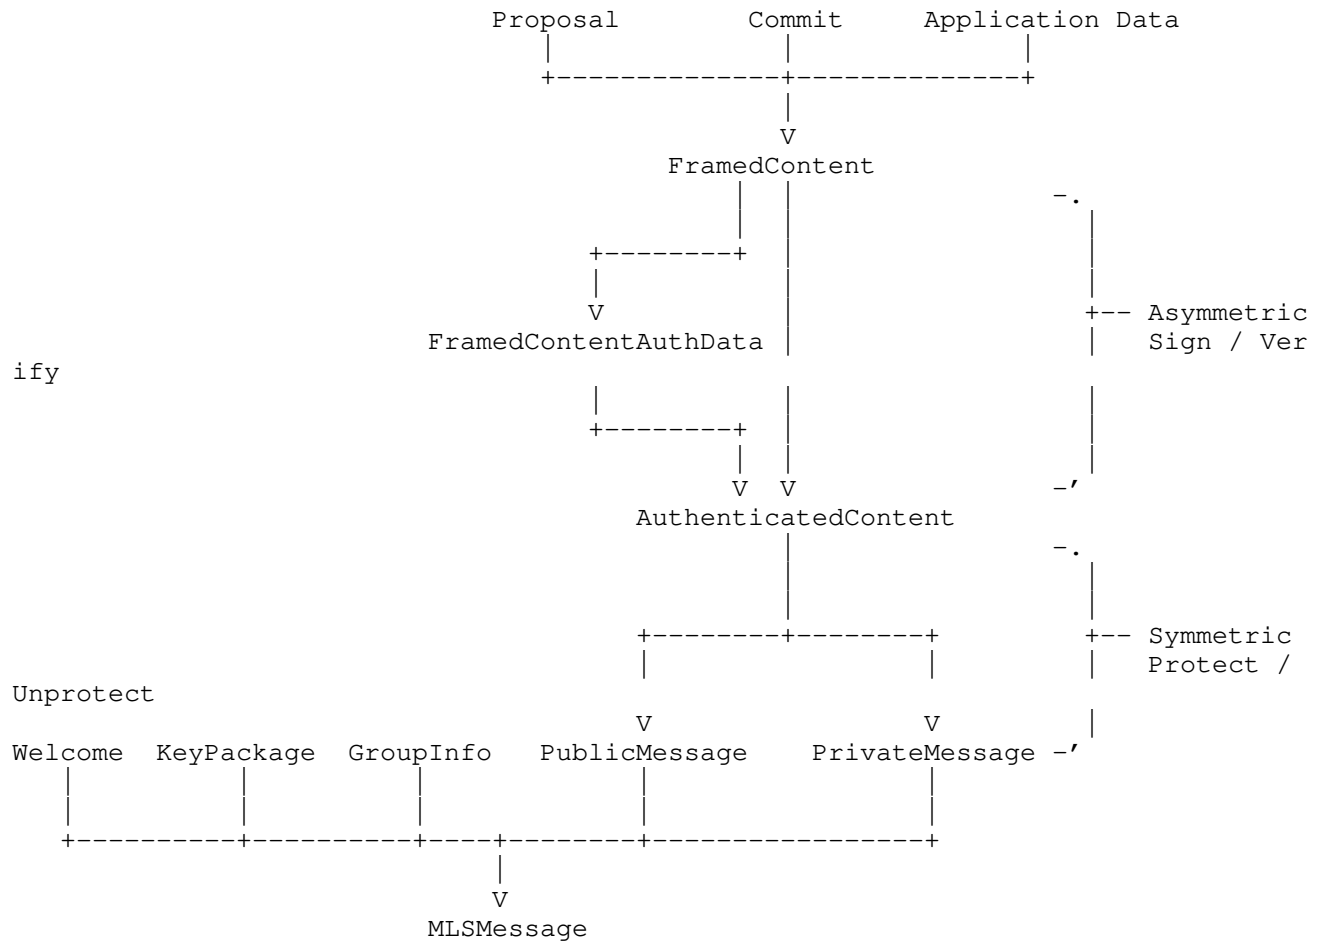 Proposal Commit Application Data
FramedContent
-.
+-- Asymmetric
FramedContentAuthData Sign / Ver
ify
-'
AuthenticatedContent
-.
+-- Symmetric
Protect /
Unprotect
V V
Welcome KeyPackage GroupInfo PublicMessage PrivateMessage -'
V
MLSMessage